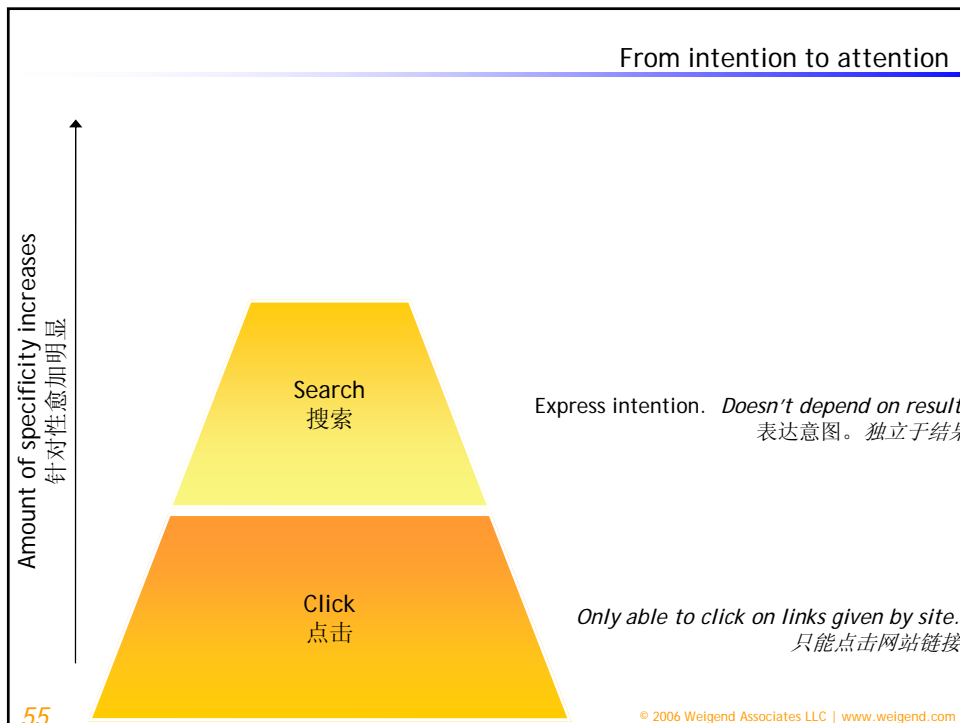 From intention to attention
Amount of specificity increases
针对性愈加明显
Search
搜索
Express intention. Doesn't depend on result
表达意图。独立于结果
Click
点击
Only able to click on links given by site.
只能点击网站链接
55
© 2006 Weigend Associates LLC | www.weigend.com